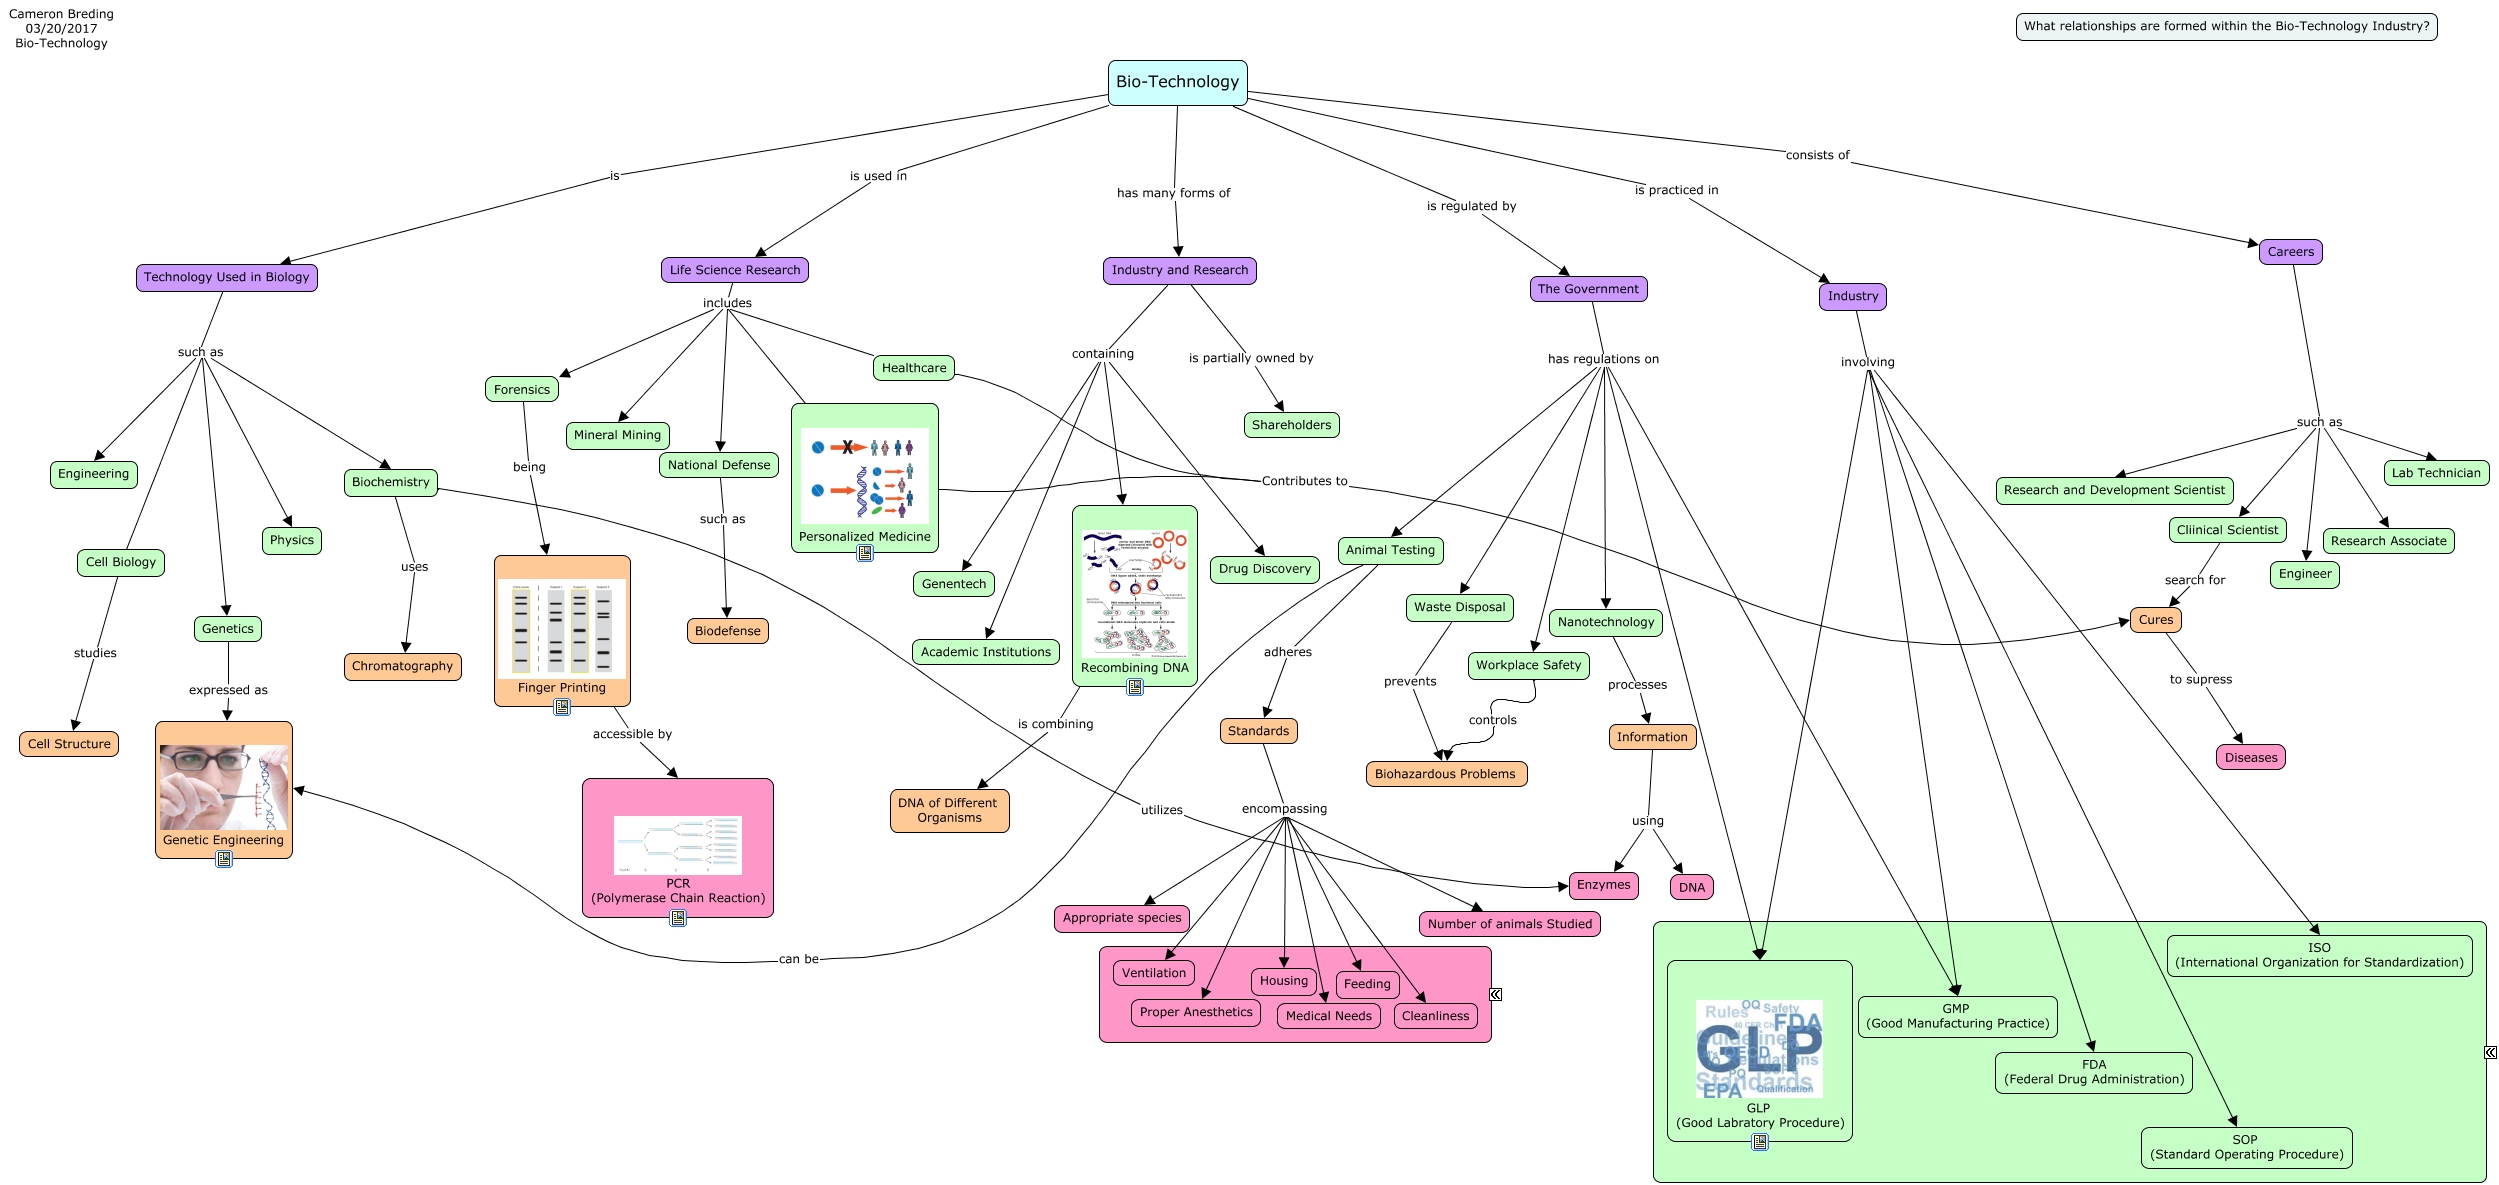 Cameron Breding
03/20/2017
Bio-Technology
What relationships are formed within the Bio-Technology Industry?
Bio-Technology
is
is used in
has many forms of
is regulated by
is practiced in
consists of
Technology Used in Biology
Life Science Research
Industry and Research
The Government
Industry
Careers
such as
includes
containing
is partially owned by
has regulations on
involving
such as
Engineering
Cell Biology
Genetics
Physics
Biochemistry
Forensics
Mineral Mining
National Defense
Personalized Medicine
Healthcare
Shareholders
Contributes to
Research and Development Scientist
Cliinical Scientist
Engineer
Research Associate
Lab Technician
being
such as
uses
studies
expressed as
Genentech
Academic Institutions
Recombining DNA
Drug Discovery
Animal Testing
Waste Disposal
Workplace Safety
Nanotechnology
search for
Cures
to supress
Diseases
Chromatography
Finger Printing
Biodefense
Cell Structure
Genetic Engineering
accessible by
PCR
(Polymerase Chain Reaction)
is combining
DNA of Different
Organisms
adheres
Standards
prevents
controls
Biohazardous Problems
processes
Information
using
Enzymes
DNA
utilizes
can be
encompassing
Appropriate species
Number of animals Studied
Ventilation
Housing
Feeding
Proper Anesthetics
Medical Needs
Cleanliness
ISO
(International Organization for Standardization)
GMP
(Good Manufacturing Practice)
FDA
(Federal Drug Administration)
SOP
(Standard Operating Procedure)
Rules
OQ Safety
FDA
GLP
Standards
EPA
Qualification
GLP
(Good Labratory Procedure)